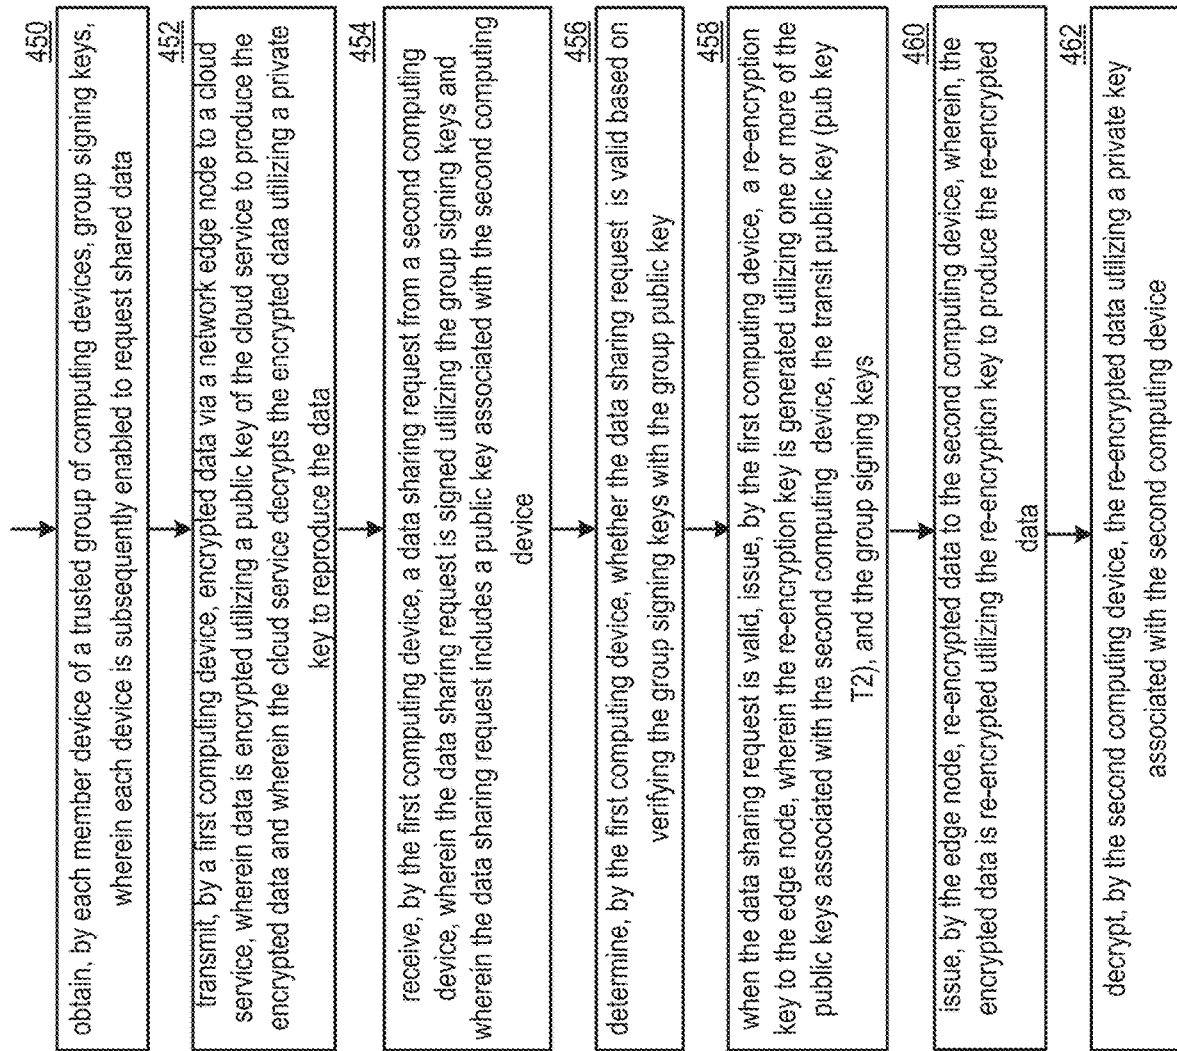 450
obtain, by each member device of a trusted group of computing devices, group signing keys,
wherein each device is subsequently enabled to request shared data
452
transmit, by a first computing device, encrypted data via a network edge node to a cloud
service, wherein data is encrypted utilizing a public key of the cloud service to produce the
encrypted data and wherein the cloud service decrypts the encrypted data utilizing a private
key to reproduce the data
454
receive, by the first computing device, a data sharing request from a second computing
device, wherein the data sharing request is signed utilizing the group signing keys and
wherein the data sharing request includes a public key associated with the second computing
device
456
determine, by the first computing device, whether the data sharing request is valid based on
verifying the group signing keys with the group public key
458
when the data sharing request is valid, issue, by the first computing device, a re-encryption
key to the edge node, wherein the re-encryption key is generated utilizing one or more of the
public keys associated with the second computing device, the transit public key (pub key
T2), and the group signing keys
460
issue, by the edge node, re-encrypted data to the second computing device, wherein, the
encrypted data is re-encrypted utilizing the re-encryption key to produce the re-encrypted
data
462
decrypt, by the second computing device, the re-encrypted data utilizing a private key
associated with the second computing device